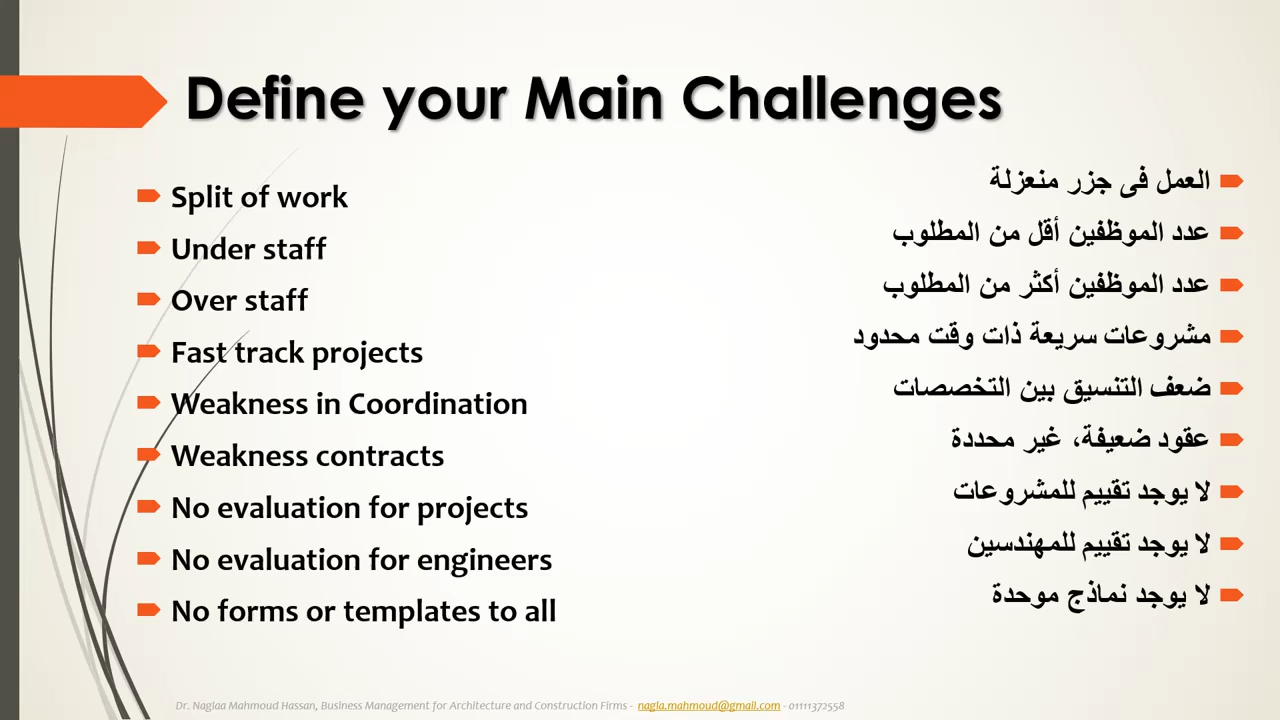 Define your Main Challenges
Split of work
Under staff
Over staff
Fast track projects
Weakness in Coordination
Weakness contracts
No evaluation for projects
No evaluation for engineers
No forms or templates to all
العمل فى جزر منعزلة
عدد الموظفين أقل من المطلوب
عدد الموظفين أكثر من المطلوب
مشروعات سريعة ذات وقت محدود
ضعف التنسيق بين التخصصات
عقود ضعيفة، غير محددة
لا يوجد تقييم للمشروعات
لا يوجد تقييم للمهندسين
لا يوجد نماذج موحدة
Dr. Naglaa Mahmoud Hassan, Business Management for Architecture and Construction Firms - nagla.mahmoud@gmail.com - 01111372558